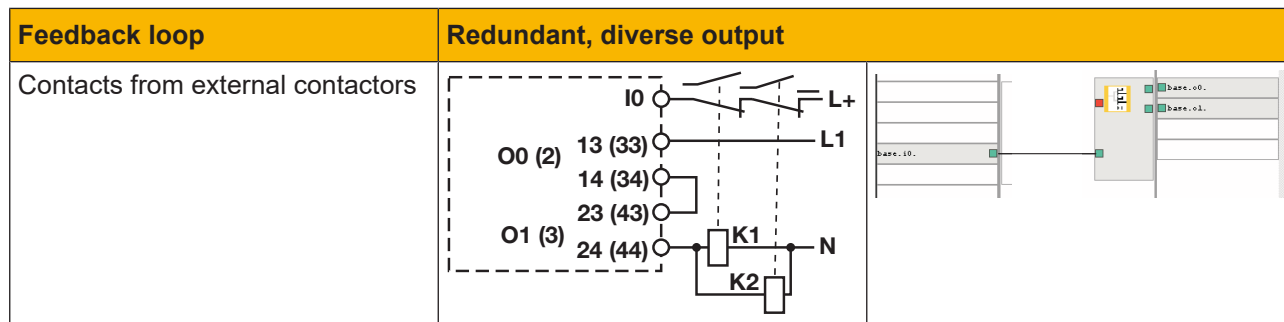 Feedback loop
Redundant, diverse output
Contacts from external contactors
I0
L+
O0 (2)
13 (33)
L1
14 (34)
23 (43)
O1 (3)
24 (44)
K1
N
K2
base.o0.
base.o1.
base.i0.